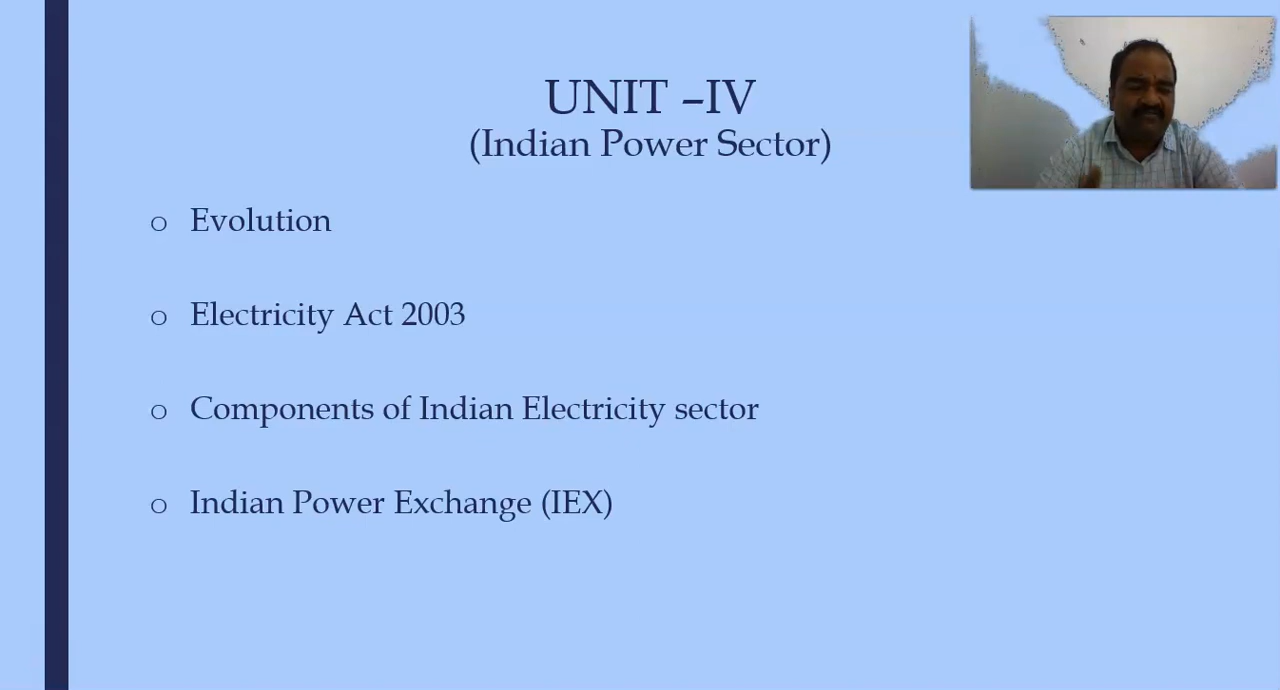 UNIT –IV
(Indian Power Sector)
o Evolution
o Electricity Act 2003
o Components of Indian Electricity sector
o Indian Power Exchange (IEX)